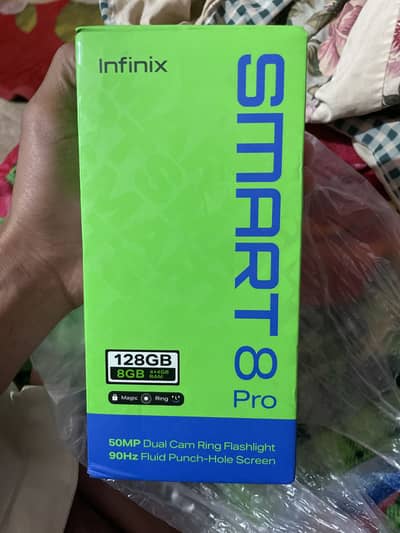 Infinix
SMART 8
Pro
128GB
8GB 4+4GB RAM
Magic Ring
50MP Dual Cam Ring Flashlight
90Hz Fluid Punch-Hole Screen